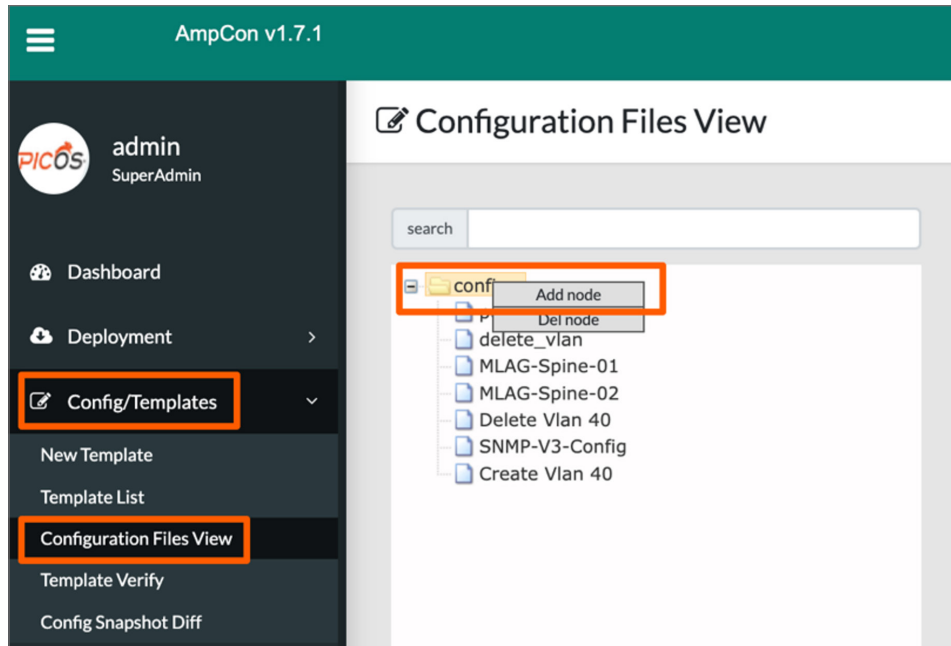 AmpCon v1.7.1
Configuration Files View
PICOS
admin
SuperAdmin
search
Dashboard
Add node
Deployment
Del node
delete_vlan
MLAG-Spine-01
Config/Templates
MLAG-Spine-02
Delete Vlan 40
New Template
SNMP-V3-Config
Create Vlan 40
Template List
Configuration Files View
Template Verify
Config Snapshot Diff